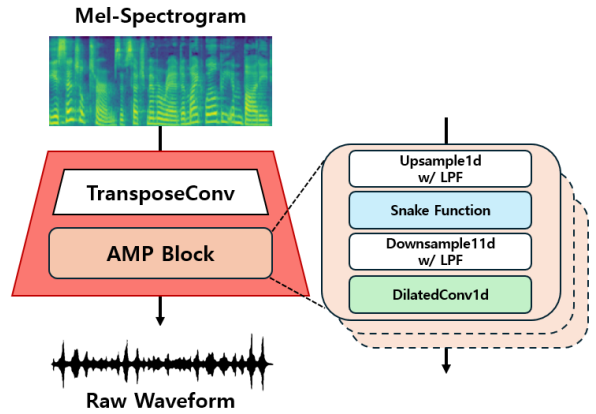 Mel-Spectrogram
TransposeConv
AMP Block
Raw Waveform
Upsample1d
w/ LPF
Snake Function
Downsample11d
w/ LPF
DilatedConv1d